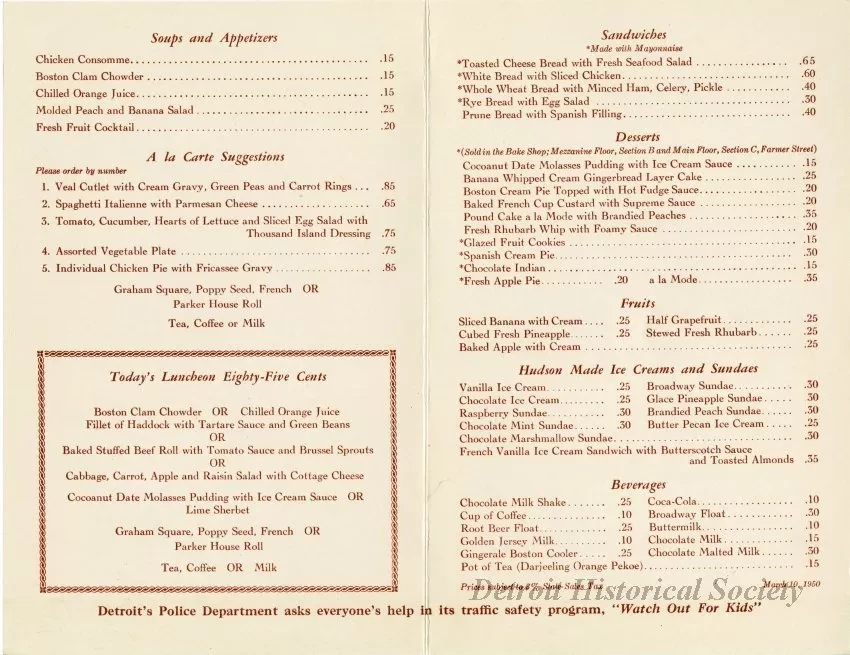 Soups and Appetizers
Chicken Consomme .15
Boston Clam Chowder .15
Chilled Orange Juice .15
Molded Peach and Banana Salad .25
Fresh Fruit Cocktail .20
A la Carte Suggestions
Please order by number
1. Veal Cutlet with Cream Gravy, Green Peas and Carrot Rings ... .85
2. Spaghetti Italienne with Parmesan Cheese .65
3. Tomato, Cucumber, Hearts of Lettuce and Sliced Egg Salad with
Thousand Island Dressing .75
4. Assorted Vegetable Plate .75
5. Individual Chicken Pie with Fricassee Gravy .85
Graham Square, Poppy Seed, French OR
Parker House Roll
Tea, Coffee or Milk
Today's Luncheon Eighty-Five Cents
Boston Clam Chowder OR Chilled Orange Juice
Fillet of Haddock with Tartare Sauce and Green Beans
OR
Baked Stuffed Beef Roll with Tomato Sauce and Brussel Sprouts
OR
Cabbage, Carrot, Apple and Raisin Salad with Cottage Cheese
Cocoanut Date Molasses Pudding with Ice Cream Sauce OR
Lime Sherbet
Graham Square, Poppy Seed, French OR
Parker House Roll
Tea, Coffee OR Milk
Sandwiches
*Made with Mayonnaise
*Toasted Cheese Bread with Fresh Seafood Salad .65
*White Bread with Sliced Chicken .60
*Whole Wheat Bread with Minced Ham, Celery, Pickle .40
*Rye Bread with Egg Salad .30
Prune Bread with Spanish Filling .40
Desserts
*(Sold in the Bake Shop; Mezzanine Floor, Section B and Main Floor, Section C, Farmer Street)
Cocoanut Date Molasses Pudding with Ice Cream Sauce .15
Banana Whipped Cream Gingerbread Layer Cake .25
Boston Cream Pie Topped with Hot Fudge Sauce .20
Baked French Cup Custard with Supreme Sauce .20
Pound Cake a la Mode with Brandied Peaches .35
Fresh Rhubarb Whip with Foamy Sauce .20
*Glazed Fruit Cookies .15
*Spanish Cream Pie .30
*Chocolate Indian .15
*Fresh Apple Pie .20 a la Mode .35
Fruits
Sliced Banana with Cream .25 Half Grapefruit .25
Cubed Fresh Pineapple .25 Stewed Fresh Rhubarb .25
Baked Apple with Cream .25
Hudson Made Ice Creams and Sundaes
Vanilla Ice Cream .25 Broadway Sundae .30
Chocolate Ice Cream .25 Glace Pineapple Sundae .30
Raspberry Sundae .30 Brandied Peach Sundae .30
Chocolate Mint Sundae .30 Butter Pecan Ice Cream .25
Chocolate Marshmallow Sundae .30
French Vanilla Ice Cream Sandwich with Butterscotch Sauce
and Toasted Almonds .35
Beverages
Chocolate Milk Shake .25 Coca-Cola .10
Cup of Coffee .10 Broadway Float .30
Root Beer Float .25 Buttermilk .10
Golden Jersey Milk .10 Chocolate Milk .15
Gingerale Boston Cooler .25 Chocolate Malted Milk .30
Pot of Tea (Darjeeling Orange Pekoe) .15
Prices subject to 3% State Sales Tax March 10, 1950
Detroit Historical Society
Detroit's Police Department asks everyone's help in its traffic safety program, "Watch Out For Kids"